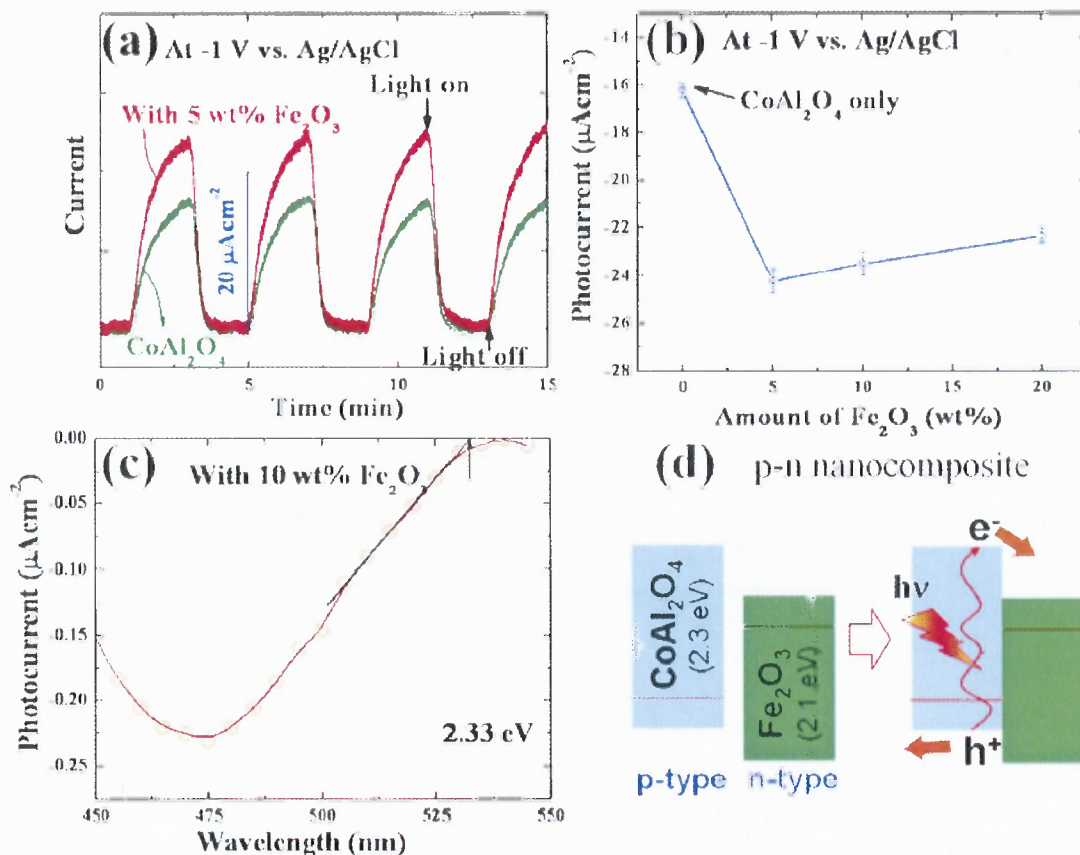 (a) At -1 V vs. Ag/AgCl
Light on
With 5 wt% Fe₂O₃
Current
20 μAcm⁻²
CoAl₂O₄
Light off
0 5 10 15
Time (min)
(b) At -1 V vs. Ag/AgCl
CoAl₂O₄ only
Photocurrent (μAcm⁻²)
-14
-16
-18
-20
-22
-24
-26
-28
0 5 10 15 20
Amount of Fe₂O₃ (wt%)
(c) With 10 wt% Fe₂O₃
Photocurrent (μAcm⁻²)
0.00
-0.05
-0.10
-0.15
-0.20
-0.25
2.33 eV
450 475 500 525 550
Wavelength (nm)
(d) p-n nanocomposite
CoAl₂O₄
(2.3 eV)
Fe₂O₃
(2.1 eV)
p-type n-type
hν
e⁻
h⁺